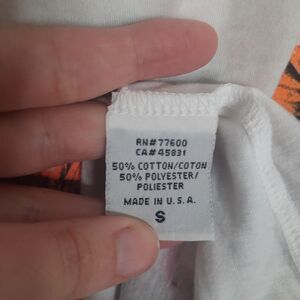 RN#77600
CA#45831
50% COTTON/COTON
50% POLYESTER/
POLIESTER
MADE IN U.S.A.
S